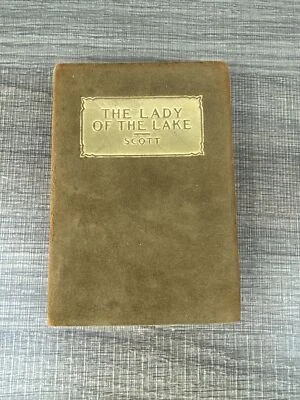 THE LADY
OF THE LAKE
SCOTT